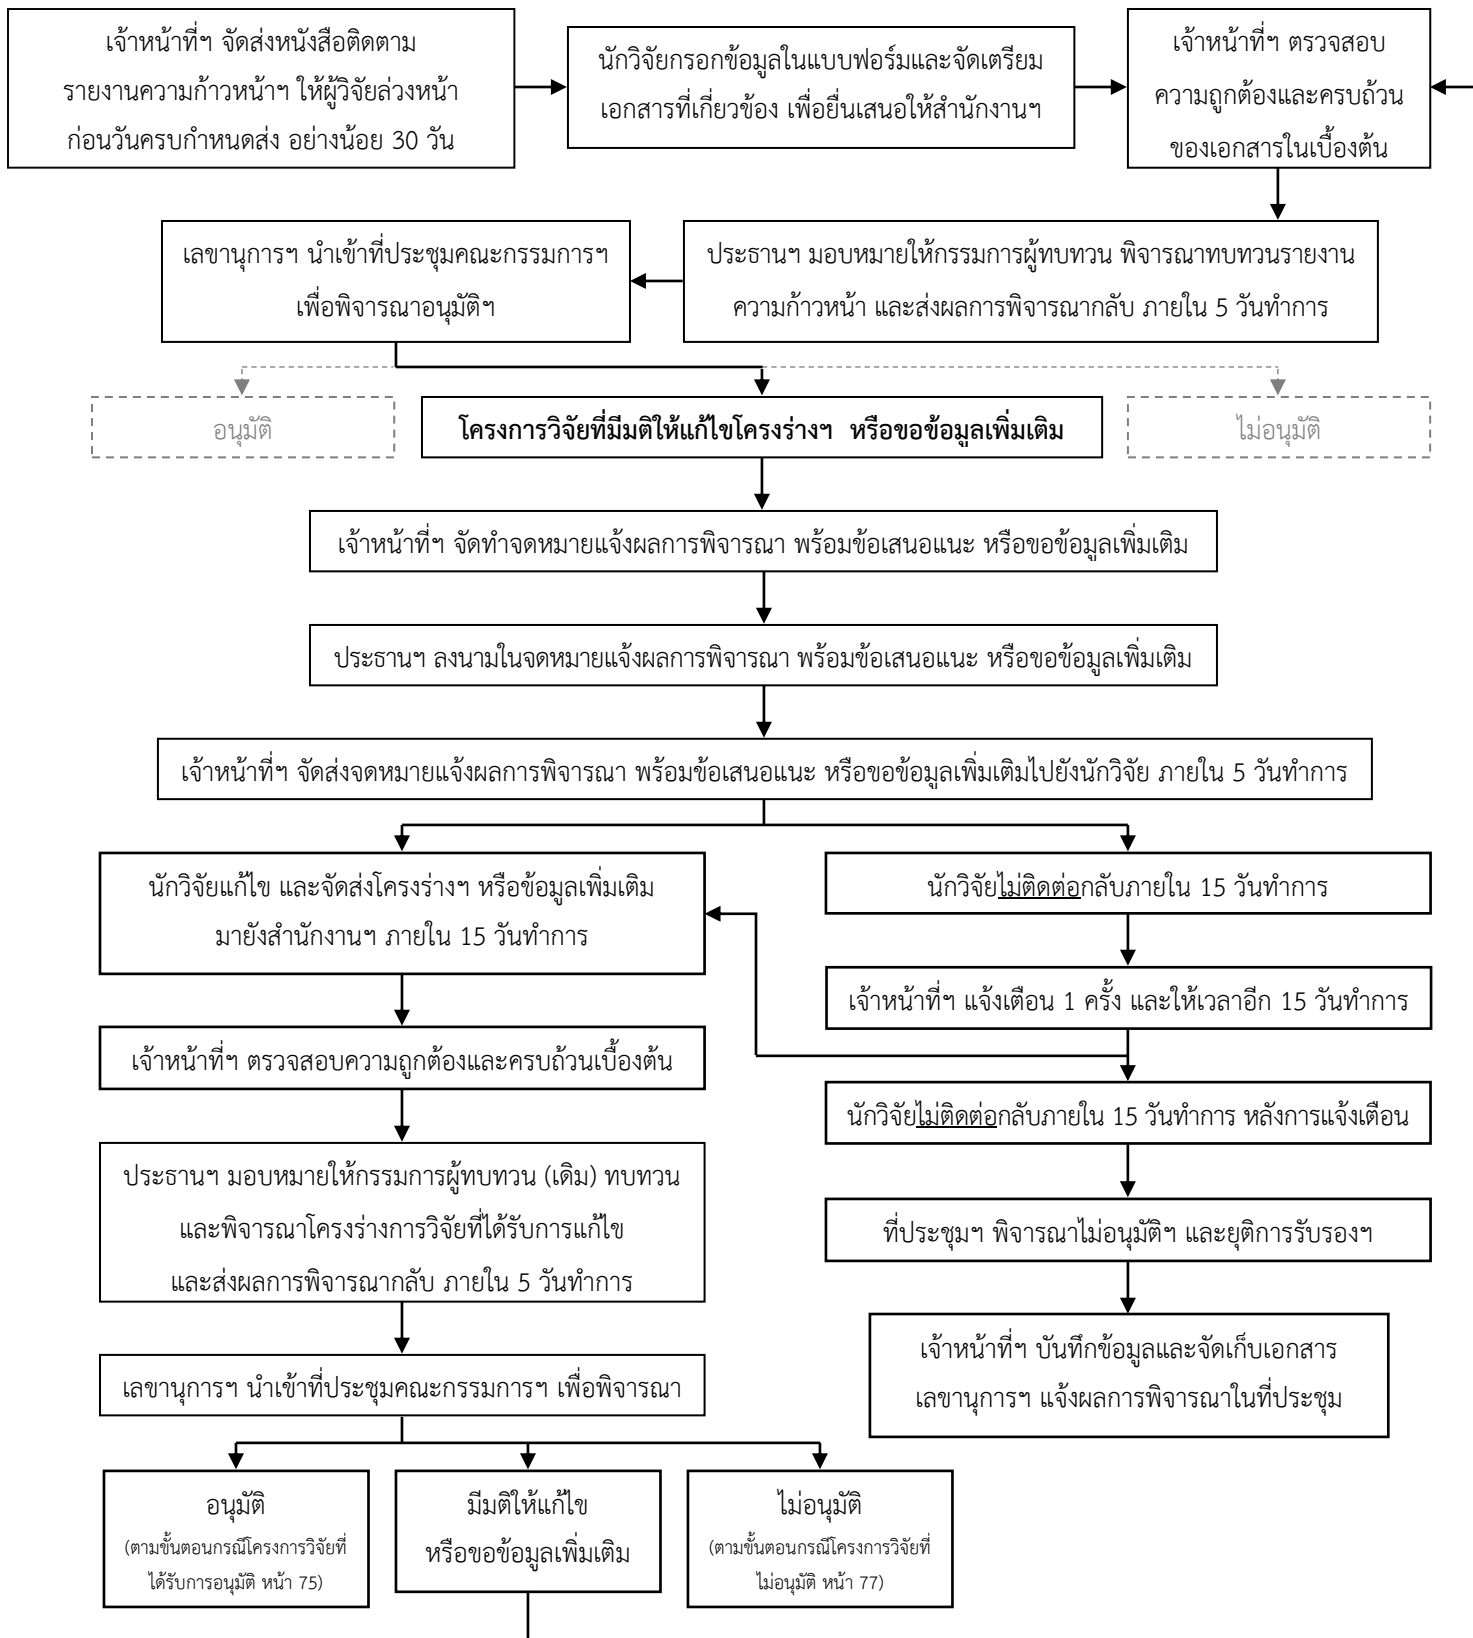 เจ้าหน้าที่ฯ จัดส่งหนังสือติดตาม
รายงานความก้าวหน้าฯ ให้ผู้วิจัยล่วงหน้า
ก่อนวันครบกำหนดส่ง อย่างน้อย 30 วัน
นักวิจัยกรอกข้อมูลในแบบฟอร์มและจัดเตรียม
เอกสารที่เกี่ยวข้อง เพื่อยื่นเสนอให้สำนักงานฯ
เจ้าหน้าที่ฯ ตรวจสอบ
ความถูกต้องและครบถ้วน
ของเอกสารในเบื้องต้น
เลขานุการฯ นำเข้าที่ประชุมคณะกรรมการฯ
เพื่อพิจารณาอนุมัติฯ
ประธานฯ มอบหมายให้กรรมการผู้ทบทวน พิจารณาทบทวนรายงาน
ความก้าวหน้า และส่งผลการพิจารณากลับ ภายใน 5 วันทำการ
อนุมัติ
โครงการวิจัยที่มีมติให้แก้ไขโครงร่างฯ หรือขอข้อมูลเพิ่มเติม
ไม่อนุมัติ
เจ้าหน้าที่ฯ จัดทำจดหมายแจ้งผลการพิจารณา พร้อมข้อเสนอแนะ หรือขอข้อมูลเพิ่มเติม
ประธานฯ ลงนามในจดหมายแจ้งผลการพิจารณา พร้อมข้อเสนอแนะ หรือขอข้อมูลเพิ่มเติม
เจ้าหน้าที่ฯ จัดส่งจดหมายแจ้งผลการพิจารณา พร้อมข้อเสนอแนะ หรือขอข้อมูลเพิ่มเติมไปยังนักวิจัย ภายใน 5 วันทำการ
นักวิจัยแก้ไข และจัดส่งโครงร่างฯ หรือข้อมูลเพิ่มเติม
มายังสำนักงานฯ ภายใน 15 วันทำการ
นักวิจัยไม่ติดต่อกลับภายใน 15 วันทำการ
เจ้าหน้าที่ฯ แจ้งเตือน 1 ครั้ง และให้เวลาอีก 15 วันทำการ
เจ้าหน้าที่ฯ ตรวจสอบความถูกต้องและครบถ้วนเบื้องต้น
นักวิจัยไม่ติดต่อกลับภายใน 15 วันทำการ หลังการแจ้งเตือน
ประธานฯ มอบหมายให้กรรมการผู้ทบทวน (เดิม) ทบทวน
และพิจารณาโครงร่างการวิจัยที่ได้รับการแก้ไข
และส่งผลการพิจารณากลับ ภายใน 5 วันทำการ
ที่ประชุมฯ พิจารณาไม่อนุมัติฯ และยุติการรับรองฯ
เจ้าหน้าที่ฯ บันทึกข้อมูลและจัดเก็บเอกสาร
เลขานุการฯ แจ้งผลการพิจารณาในที่ประชุม
เลขานุการฯ นำเข้าที่ประชุมคณะกรรมการฯ เพื่อพิจารณา
อนุมัติ
(ตามขั้นตอนกรณีโครงการวิจัยที่
ได้รับการอนุมัติ หน้า 75)
มีมติให้แก้ไข
หรือขอข้อมูลเพิ่มเติม
ไม่อนุมัติ
(ตามขั้นตอนกรณีโครงการวิจัยที่
ไม่อนุมัติ หน้า 77)